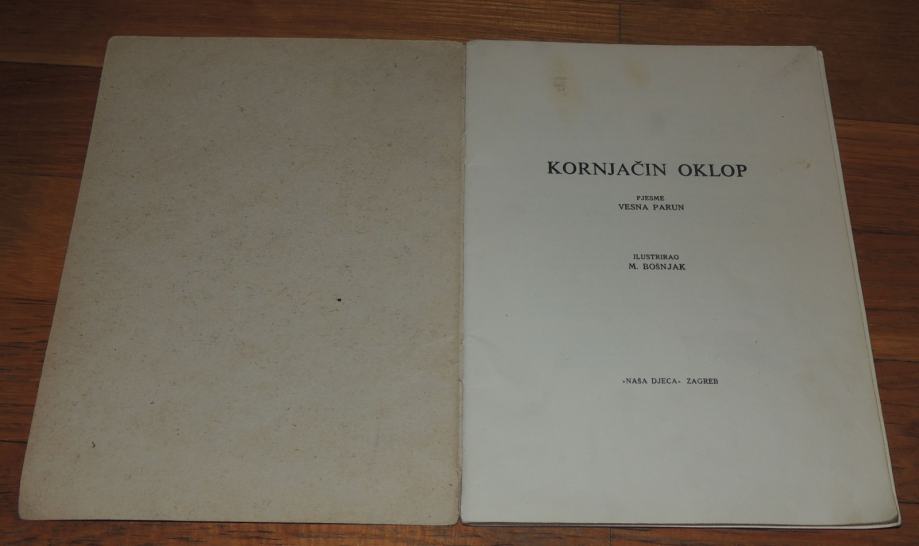 KORNJAČIN OKLOP
PJESME
VESNA PARUN
ILUSTRIRAO
M. BOŠNJAK
»NAŠA DJECA« ZAGREB